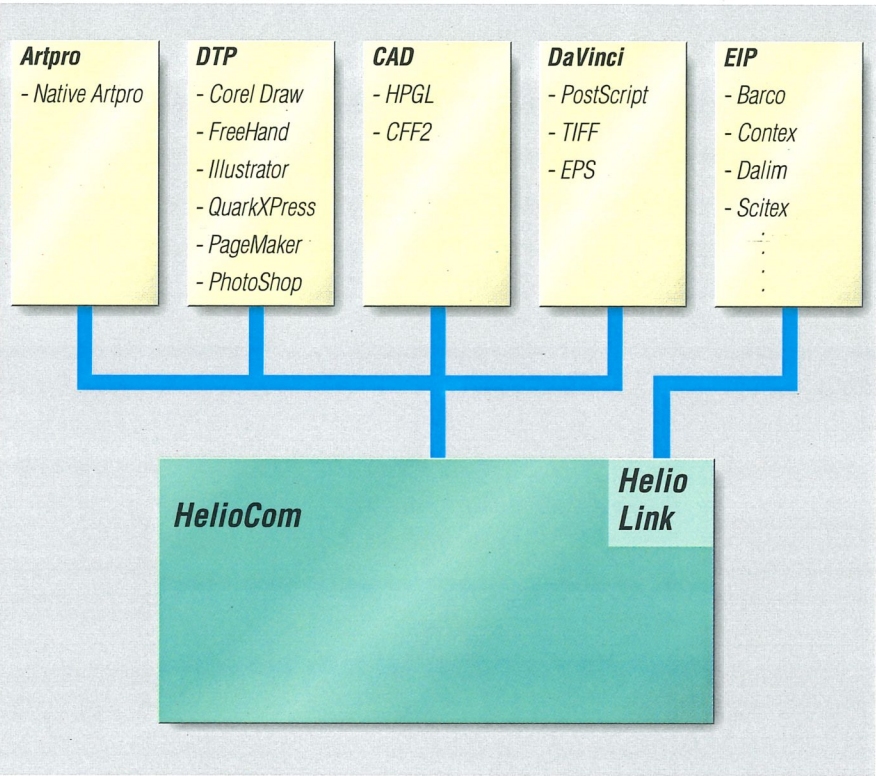 Artpro
- Native Artpro
DTP
- Corel Draw
- FreeHand
- Illustrator
- QuarkXPress
- PageMaker
- PhotoShop
CAD
- HPGL
- CFF2
DaVinci
- PostScript
- TIFF
- EPS
EIP
- Barco
- Contex
- Dalim
- Scitex
HelioCom
Helio
Link